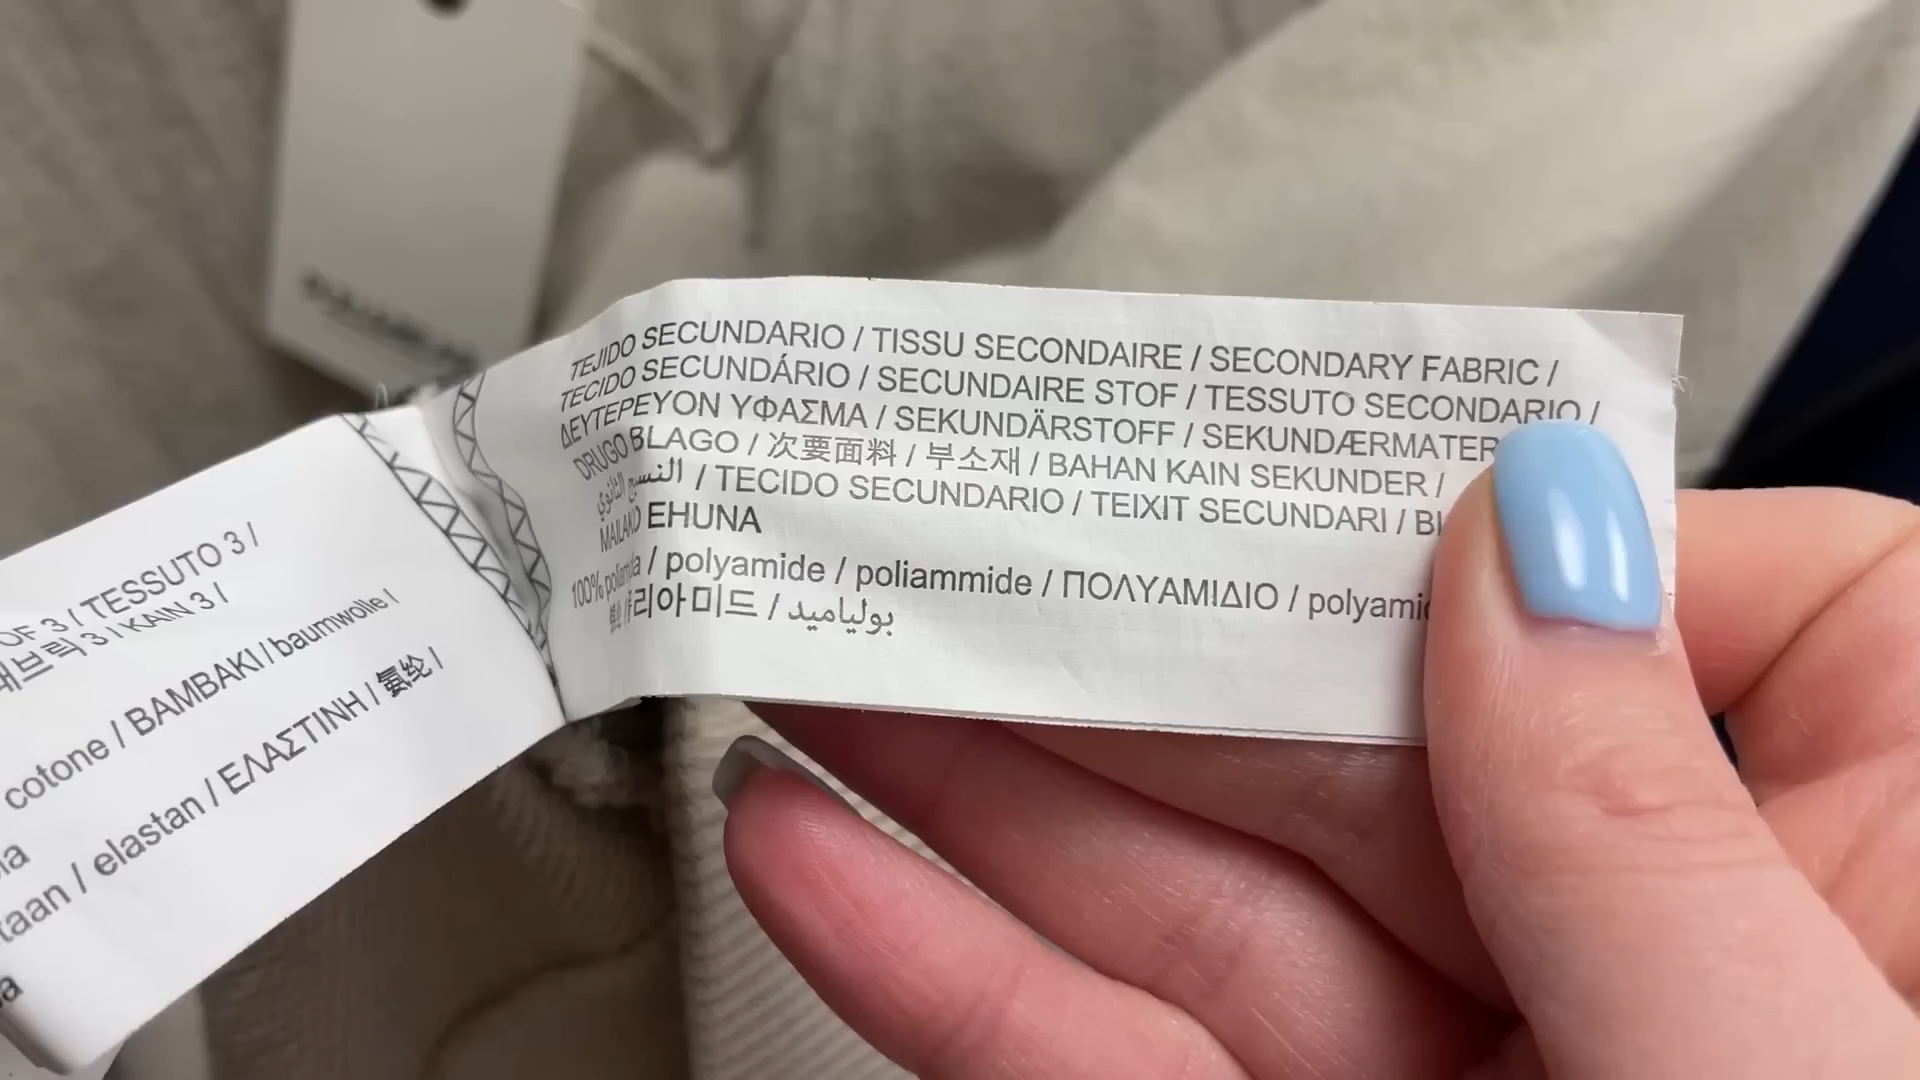 TEJIDO SECUNDARIO / TISSU SECONDAIRE / SECONDARY FABRIC /
TECIDO SECUNDÁRIO / SECUNDAIRE STOF / TESSUTO SECONDARIO /
ΔΕΥΤΕΡΕΥΟΝ ΥΦΑΣΜΑ / SEKUNDÄRSTOFF / SEKUNDÆRMATER
DRUGO BLAGO / 次要面料 / 부소재 / BAHAN KAIN SEKUNDER /
النسيج الثانوي / TECIDO SECUNDARIO / TEIXIT SECUNDARI /
MAILAKO EHUNA
100% poliamida / polyamide / poliammide / ΠΟΛΥΑΜΙΔΙΟ /
리아미드 / بولياميد
OF 3 / TESSUTO 3 /
브릭 3 / KAIN 3 /
cotone / BAMBAKI / baumwolle /
taan / elastan / ΕΛΑΣΤΙΝΗ / 氨纶 /